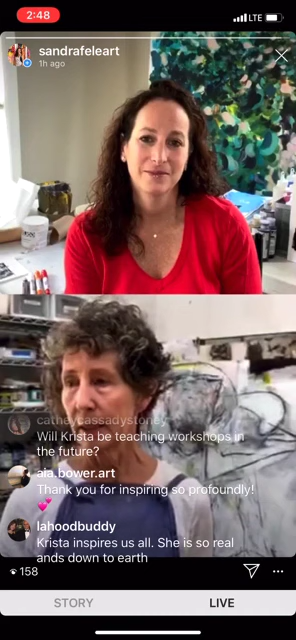 2:48
LTE
sandrafeleart
1h ago
catheycassadystoney
Will Krista be teaching workshops in
the future?
aia.bower.art
Thank you for inspiring so profoundly!
💕
lahoodbuddy
Krista inspires us all. She is so real
ands down to earth
158
STORY
LIVE